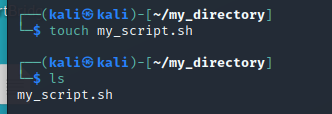 ┌──(kali㉿kali)-[~/my_directory]
└─$ touch my_script.sh
┌──(kali㉿kali)-[~/my_directory]
└─$ ls
my_script.sh